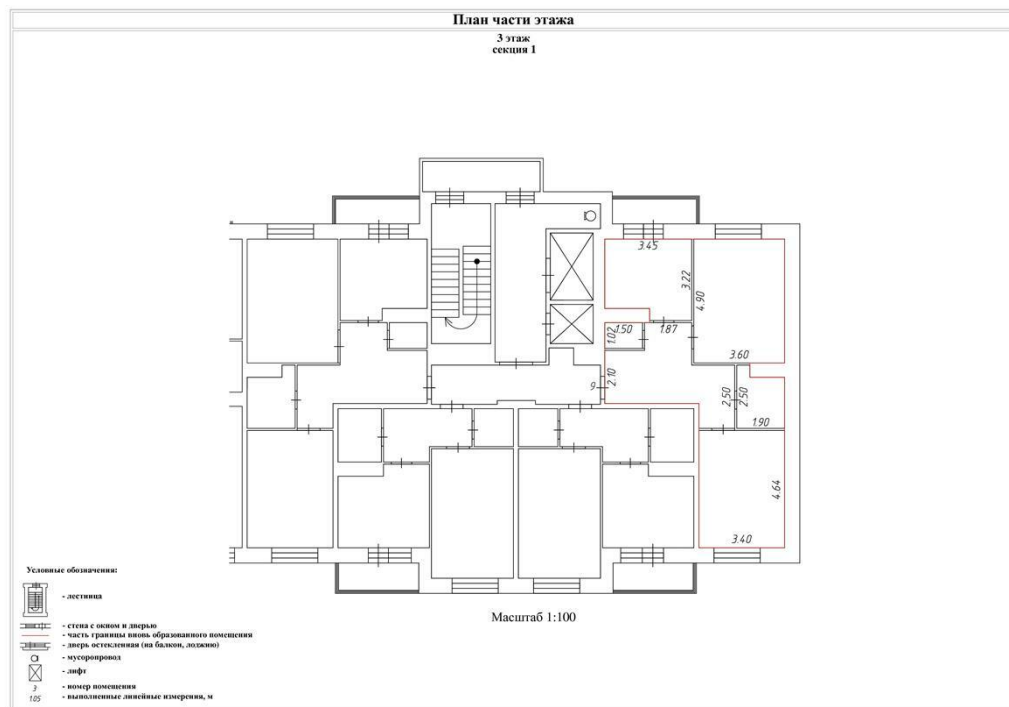 План части этажа
3 этаж
секция 1
3.45
3.22
4.90
1.50
1.87
1.02
3.60
2.10
9
2.50
2.50
1.90
4.64
3.40
Масштаб 1:100
Условные обозначения:
- лестница
- стена с окном и дверью
- часть границы вновь образованного помещения
- дверь остекленная (на балкон, лоджию)
- мусоропровод
- лифт
3 - номер помещения
1.05 - выполненные линейные измерения, м